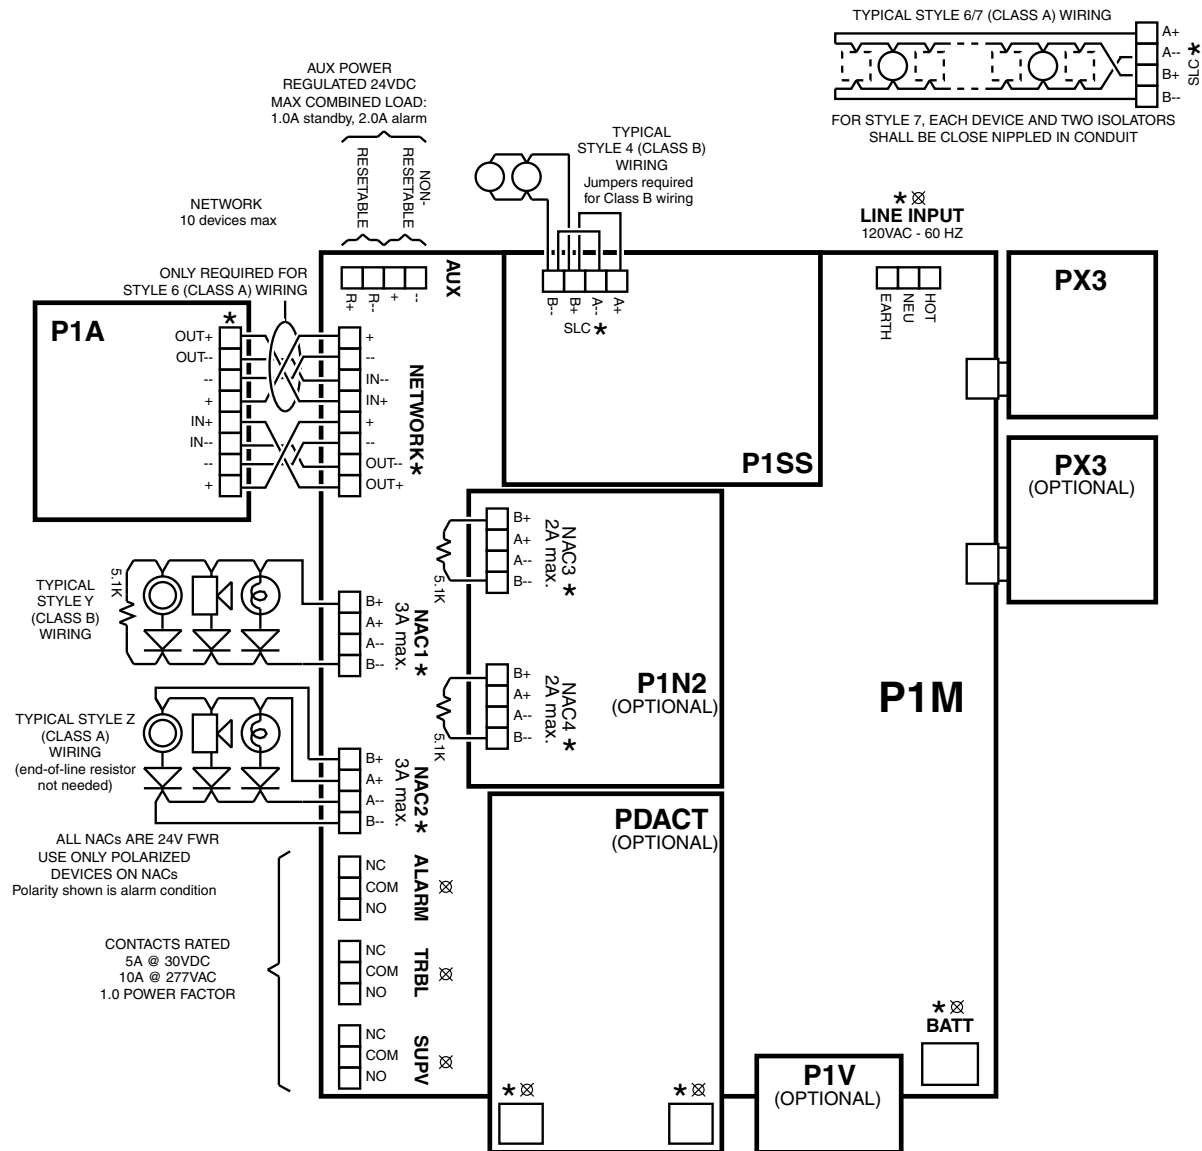 TYPICAL STYLE 6/7 (CLASS A) WIRING
A+
A--
B+
B--
SLC *
FOR STYLE 7, EACH DEVICE AND TWO ISOLATORS
SHALL BE CLOSE NIPPLED IN CONDUIT
AUX POWER
REGULATED 24VDC
MAX COMBINED LOAD:
1.0A standby, 2.0A alarm
RESETABLE
NON-
RESETABLE
TYPICAL
STYLE 4 (CLASS B)
WIRING
Jumpers required
for Class B wiring
NETWORK
10 devices max
* LINE INPUT
120VAC - 60 HZ
ONLY REQUIRED FOR
STYLE 6 (CLASS A) WIRING
R+
R--
+
--
AUX
B--
B+
A--
A+
SLC *
EARTH
NEU
HOT
PX3
P1A
*
OUT+
OUT--
--
+
IN+
IN--
--
+
+
--
IN--
IN+
+
--
OUT--
OUT+
NETWORK *
P1SS
PX3
(OPTIONAL)
B+
A+
A--
B--
NAC3 *
2A max.
5.1K
TYPICAL
STYLE Y
(CLASS B)
WIRING
5.1K
B+
A+
A--
B--
NAC1 *
3A max.
B+
A+
A--
B--
NAC4 *
2A max.
5.1K
P1N2
(OPTIONAL)
P1M
TYPICAL STYLE Z
(CLASS A)
WIRING
(end-of-line resistor
not needed)
B+
A+
A--
B--
NAC2 *
3A max.
ALL NACs ARE 24V FWR
USE ONLY POLARIZED
DEVICES ON NACs
Polarity shown is alarm condition
PDACT
(OPTIONAL)
NC
COM
NO
ALARM
CONTACTS RATED
5A @ 30VDC
10A @ 277VAC
1.0 POWER FACTOR
NC
COM
NO
TRBL
NC
COM
NO
SUPV
*
*
P1V
(OPTIONAL)
*
BATT